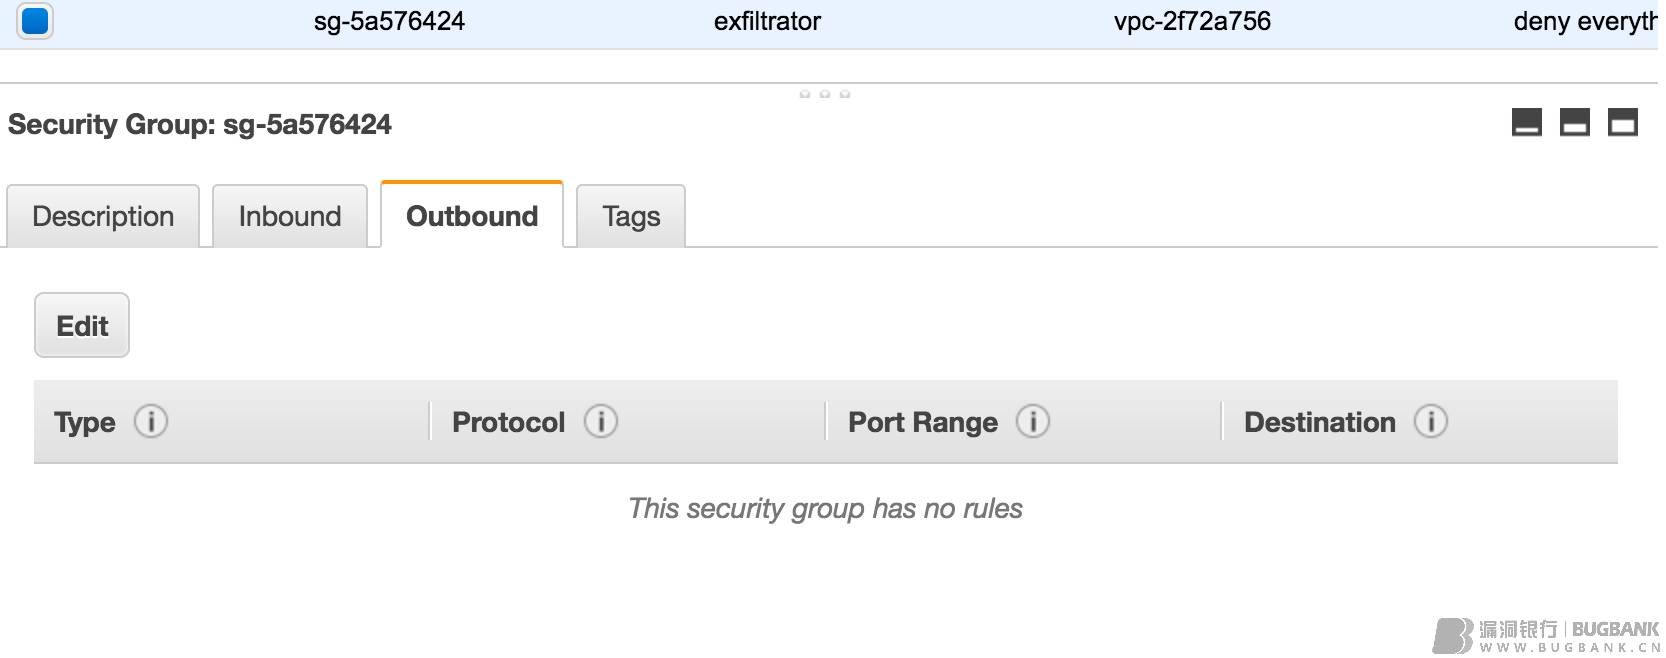 sg-5a576424 exfiltrator vpc-2f72a756 deny everyth
Security Group: sg-5a576424
Description Inbound Outbound Tags
Edit
Type Protocol Port Range Destination
This security group has no rules
漏洞银行 BUGBANK
WWW.BUGBANK.CN